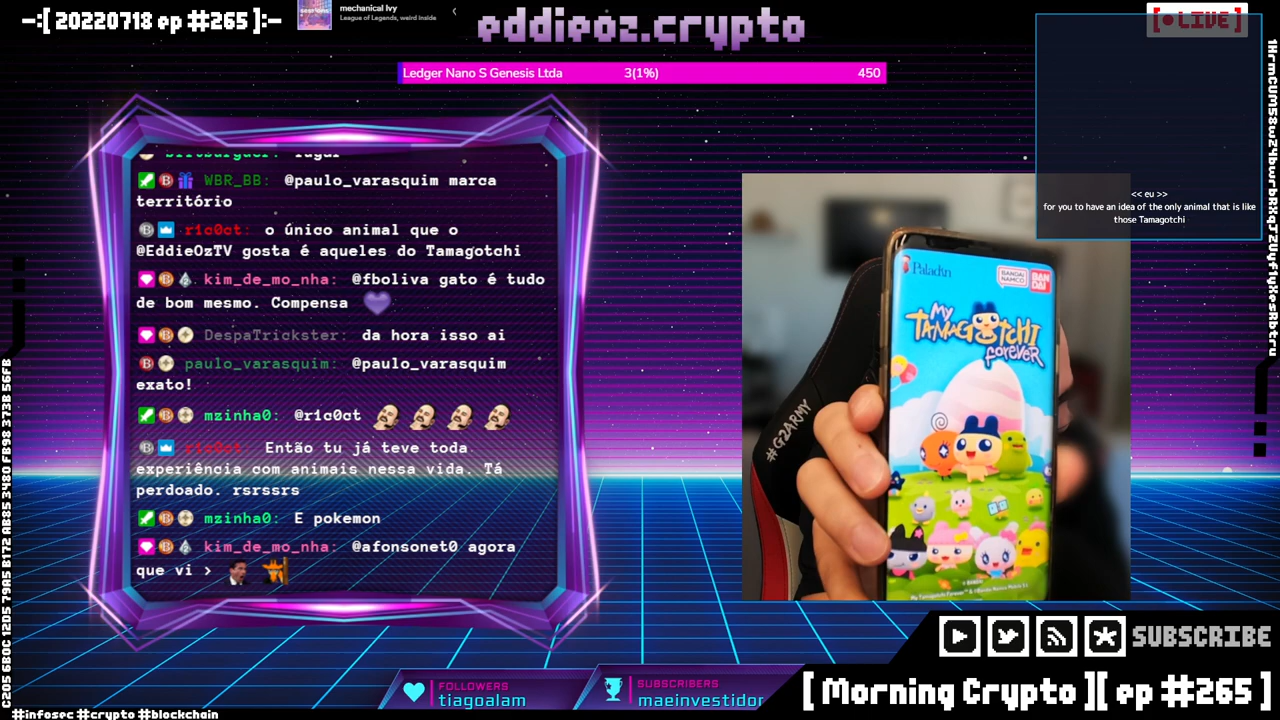 -:[ 20220718 ep #265 ]:-
mechanical Ivy
League of Legends, weird inside
eddieoz.crypto
[ • LIVE ]
Ledger Nano S Genesis Ltda 3(1%) 450
WBR_BB: @paulo_varasquim marca
território
r1c0ct: o único animal que o
@EddieOzTV gosta é aqueles do Tamagotchi
kim_de_mo_nha: @fboliva gato é tudo
de bom mesmo. Compensa
DespaTrickster: da hora isso ai
paulo_varasquim: @paulo_varasquim
exato!
mzinha0: @r1c0ct
r1c0ct: Então tu já teve toda
experiência com animais nessa vida. Tá
perdoado. rsrssrs
mzinha0: E pokemon
kim_de_mo_nha: @afonsonet0 agora
que vi >
<< eu >>
for you to have an idea of the only animal that is like
those Tamagotchi
Paladin
BANDAI
NAMCO
BAN
DAI
My
TAMAGOTCHI
FOREVER
#G2ARMY
SUBSCRIBE
[ Morning Crypto ][ ep #265 ]
FOLLOWERS
tiagoalam
SUBSCRIBERS
maeinvestidor
#infosec #crypto #blockchain